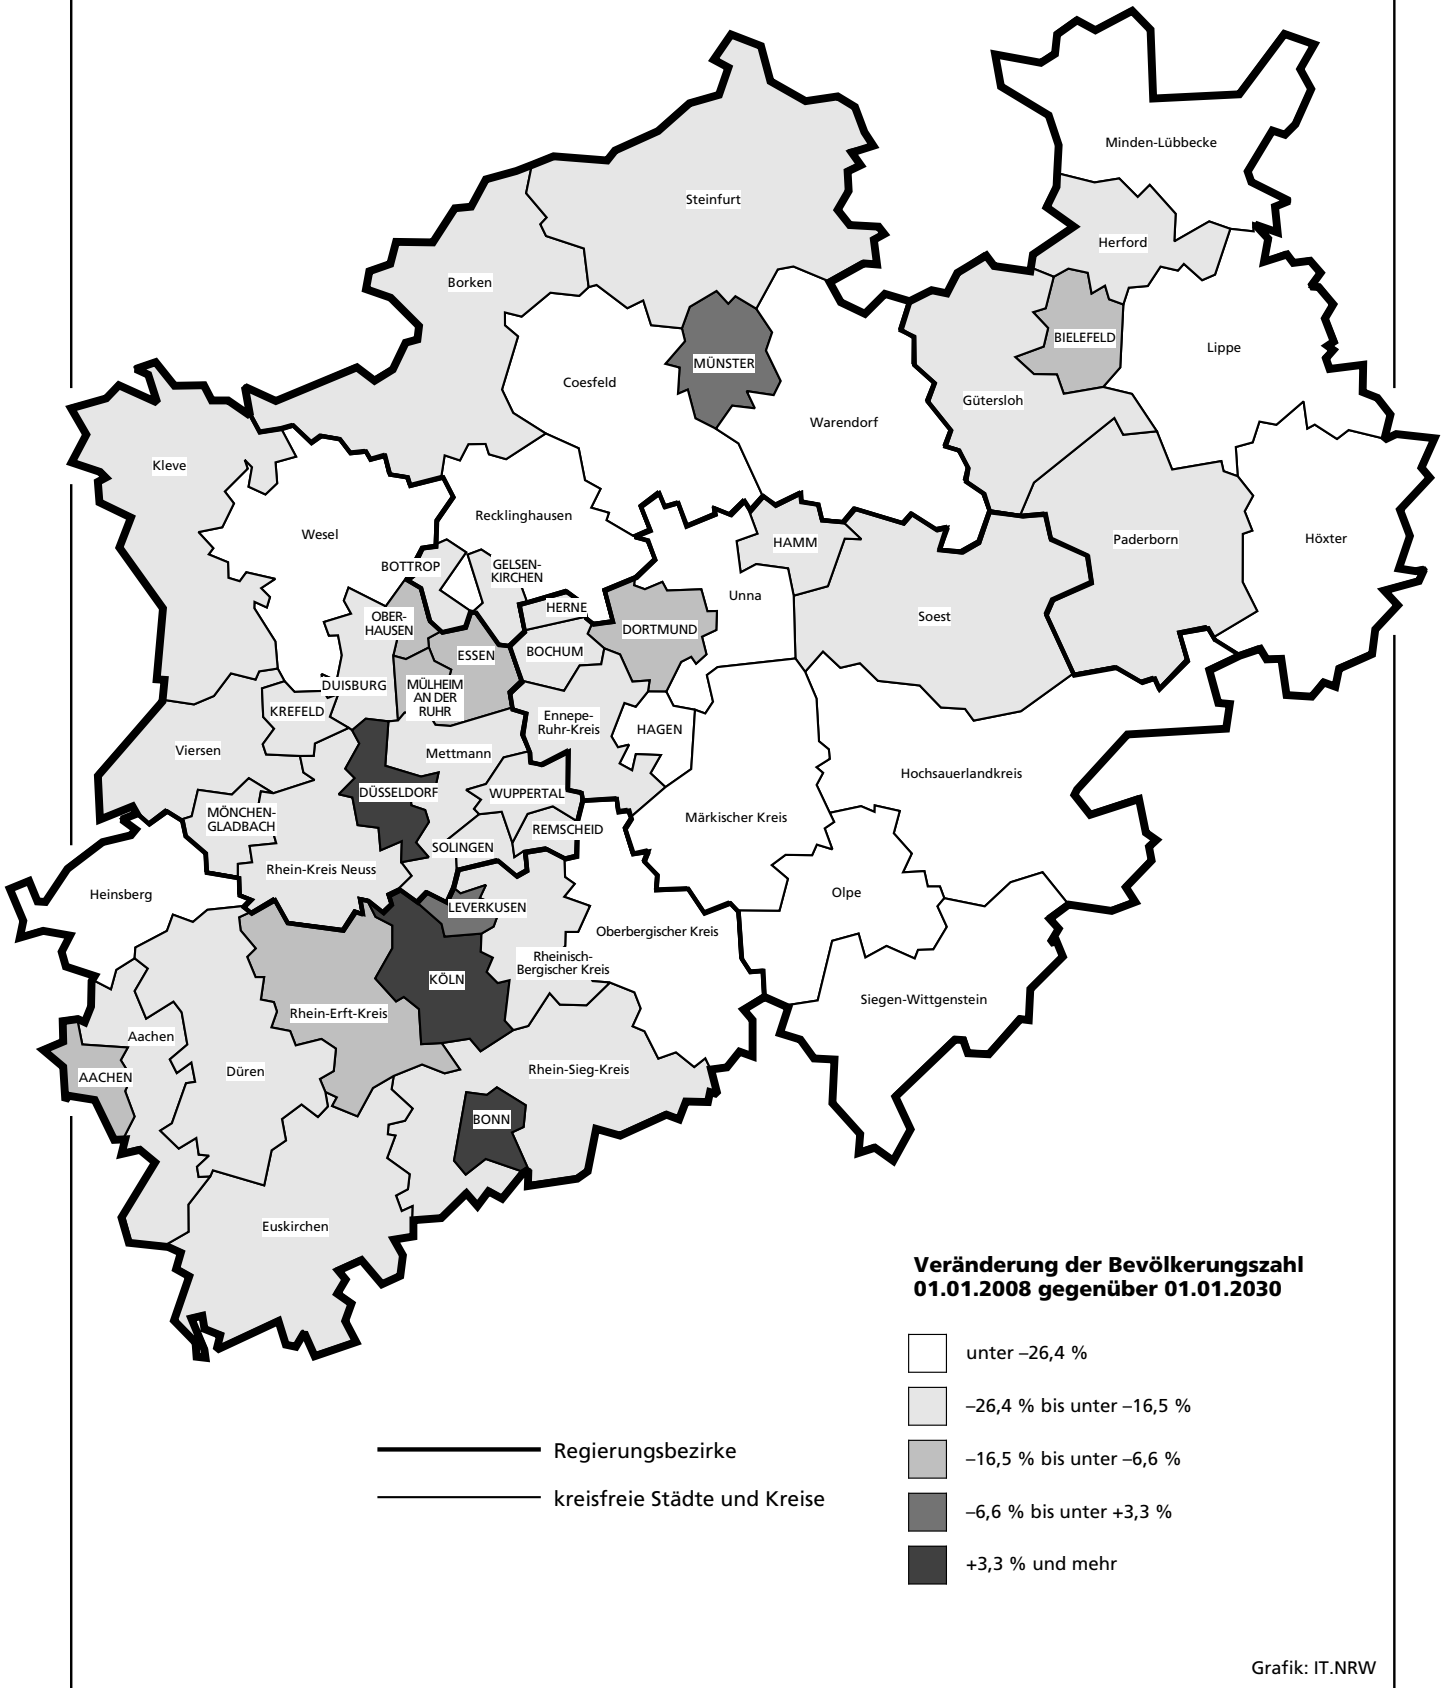 Minden-Lübbecke
Steinfurt
Herford
Borken
BIELEFELD
Lippe
MÜNSTER
Coesfeld
Gütersloh
Warendorf
Kleve
Recklinghausen
Wesel
HAMM
Paderborn
Höxter
BOTTROP
GELSEN-
KIRCHEN
Unna
HERNE
Soest
OBER-
HAUSEN
DORTMUND
ESSEN
BOCHUM
DUISBURG
MÜLHEIM
AN DER
RUHR
KREFELD
Ennepe-
Ruhr-Kreis
HAGEN
Viersen
Mettmann
Hochsauerlandkreis
DÜSSELDORF
WUPPERTAL
MÖNCHEN-
GLADBACH
Märkischer Kreis
REMSCHEID
SOLINGEN
Rhein-Kreis Neuss
Heinsberg
Olpe
LEVERKUSEN
Oberbergischer Kreis
Rheinisch-
Bergischer Kreis
KÖLN
Siegen-Wittgenstein
Rhein-Erft-Kreis
Aachen
Düren
Rhein-Sieg-Kreis
AACHEN
BONN
Euskirchen
Veränderung der Bevölkerungszahl
01.01.2008 gegenüber 01.01.2030
unter –26,4 %
–26,4 % bis unter –16,5 %
–16,5 % bis unter –6,6 %
–6,6 % bis unter +3,3 %
+3,3 % und mehr
Regierungsbezirke
kreisfreie Städte und Kreise
Grafik: IT.NRW